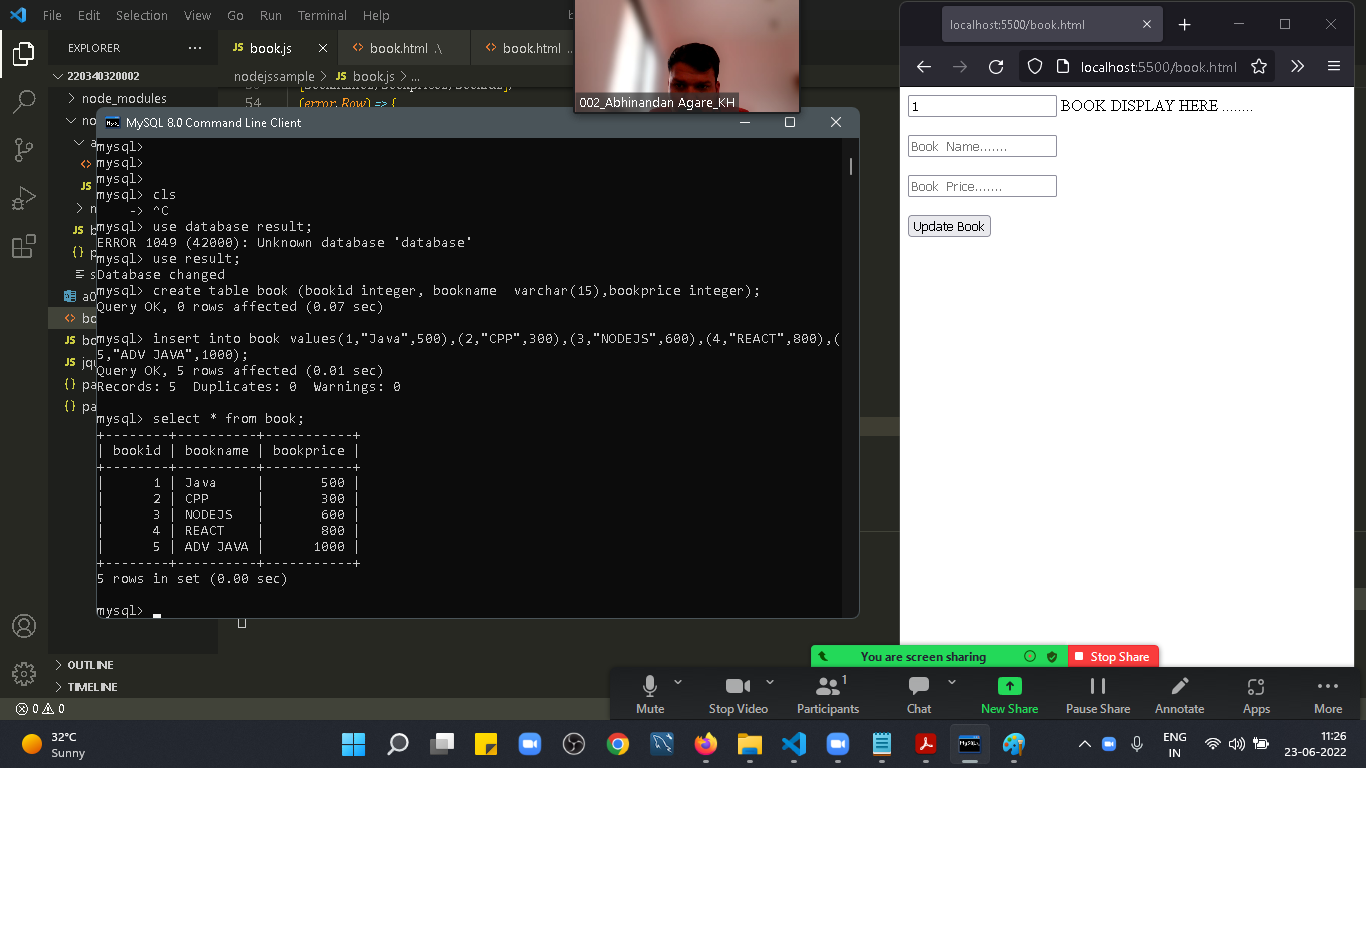 File Edit Selection View Go Run Terminal Help
EXPLORER
220340320002
node_modules
OUTLINE
TIMELINE
0 0
book.js
book.html .\
book.html ..
nodejssample > book.js > ...
54
(error,Row)=> {
002_Abhinandan Agare_KH
MySQL 8.0 Command Line Client
mysql>
mysql>
mysql>
mysql> cls
-> ^C
mysql> use database result;
ERROR 1049 (42000): Unknown database 'database'
mysql> use result;
Database changed
mysql> create table book (bookid integer, bookname  varchar(15),bookprice integer);
Query OK, 0 rows affected (0.07 sec)
mysql> insert into book values(1,"Java",500),(2,"CPP",300),(3,"NODEJS",600),(4,"REACT",800),(
5,"ADV JAVA",1000);
Query OK, 5 rows affected (0.01 sec)
Records: 5  Duplicates: 0  Warnings: 0
mysql> select * from book;
+--------+----------+-----------+
| bookid | bookname | bookprice |
+--------+----------+-----------+
|      1 | Java     |       500 |
|      2 | CPP      |       300 |
|      3 | NODEJS   |       600 |
|      4 | REACT    |       800 |
|      5 | ADV JAVA |      1000 |
+--------+----------+-----------+
5 rows in set (0.00 sec)
mysql>
localhost:5500/book.html
localhost:5500/book.html
1 BOOK DISPLAY HERE ........
Book Name.......
Book Price.......
Update Book
You are screen sharing
Stop Share
Mute
Stop Video
Participants 1
Chat
New Share
Pause Share
Annotate
Apps
More
32°C
Sunny
ENG
IN
11:26
23-06-2022